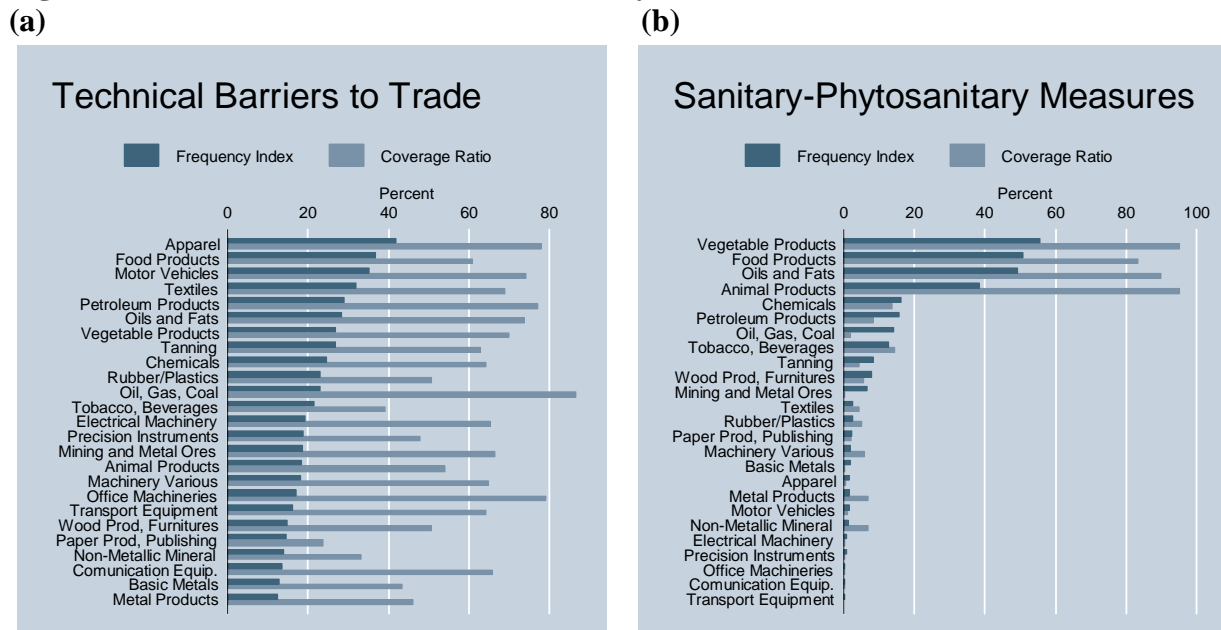 (a)
Technical Barriers to Trade
Frequency Index Coverage Ratio
Percent
0 20 40 60 80
Apparel
Food Products
Motor Vehicles
Textiles
Petroleum Products
Oils and Fats
Vegetable Products
Tanning
Chemicals
Rubber/Plastics
Oil, Gas, Coal
Tobacco, Beverages
Electrical Machinery
Precision Instruments
Mining and Metal Ores
Animal Products
Machinery Various
Office Machineries
Transport Equipment
Wood Prod, Furnitures
Paper Prod, Publishing
Non-Metallic Mineral
Comunication Equip.
Basic Metals
Metal Products
(b)
Sanitary-Phytosanitary Measures
Frequency Index Coverage Ratio
Percent
0 20 40 60 80 100
Vegetable Products
Food Products
Oils and Fats
Animal Products
Chemicals
Petroleum Products
Oil, Gas, Coal
Tobacco, Beverages
Tanning
Wood Prod, Furnitures
Mining and Metal Ores
Textiles
Rubber/Plastics
Paper Prod, Publishing
Machinery Various
Basic Metals
Apparel
Metal Products
Motor Vehicles
Non-Metallic Mineral
Electrical Machinery
Precision Instruments
Office Machineries
Comunication Equip.
Transport Equipment